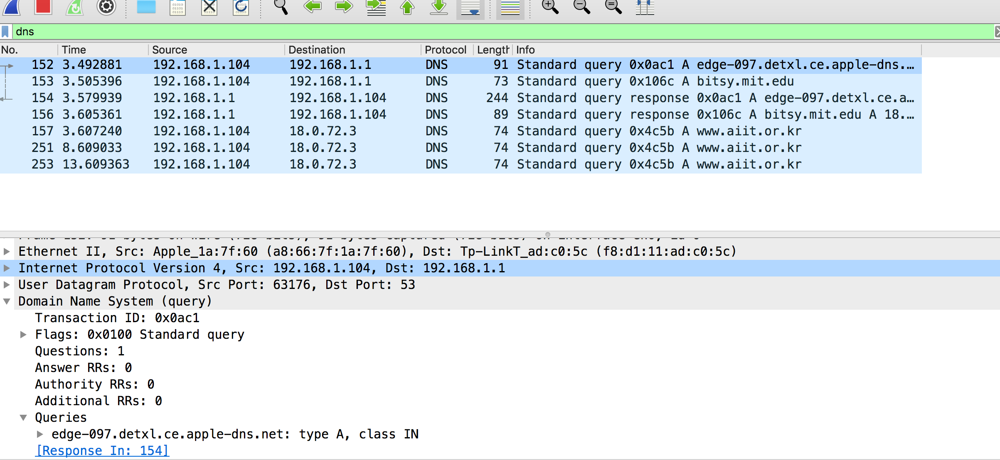 dns
No. Time Source Destination Protocol Length Info
152 3.492881 192.168.1.104 192.168.1.1 DNS 91 Standard query 0x0ac1 A edge-097.detxl.ce.apple-dns.…
153 3.505396 192.168.1.104 192.168.1.1 DNS 73 Standard query 0x106c A bitsy.mit.edu
154 3.579939 192.168.1.1 192.168.1.104 DNS 244 Standard query response 0x0ac1 A edge-097.detxl.ce.a…
156 3.605361 192.168.1.1 192.168.1.104 DNS 89 Standard query response 0x106c A bitsy.mit.edu A 18.…
157 3.607240 192.168.1.104 18.0.72.3 DNS 74 Standard query 0x4c5b A www.aiit.or.kr
251 8.609033 192.168.1.104 18.0.72.3 DNS 74 Standard query 0x4c5b A www.aiit.or.kr
253 13.609363 192.168.1.104 18.0.72.3 DNS 74 Standard query 0x4c5b A www.aiit.or.kr
Ethernet II, Src: Apple_1a:7f:60 (a8:66:7f:1a:7f:60), Dst: Tp-LinkT_ad:c0:5c (f8:d1:11:ad:c0:5c)
Internet Protocol Version 4, Src: 192.168.1.104, Dst: 192.168.1.1
User Datagram Protocol, Src Port: 63176, Dst Port: 53
Domain Name System (query)
Transaction ID: 0x0ac1
Flags: 0x0100 Standard query
Questions: 1
Answer RRs: 0
Authority RRs: 0
Additional RRs: 0
Queries
edge-097.detxl.ce.apple-dns.net: type A, class IN
[Response In: 154]